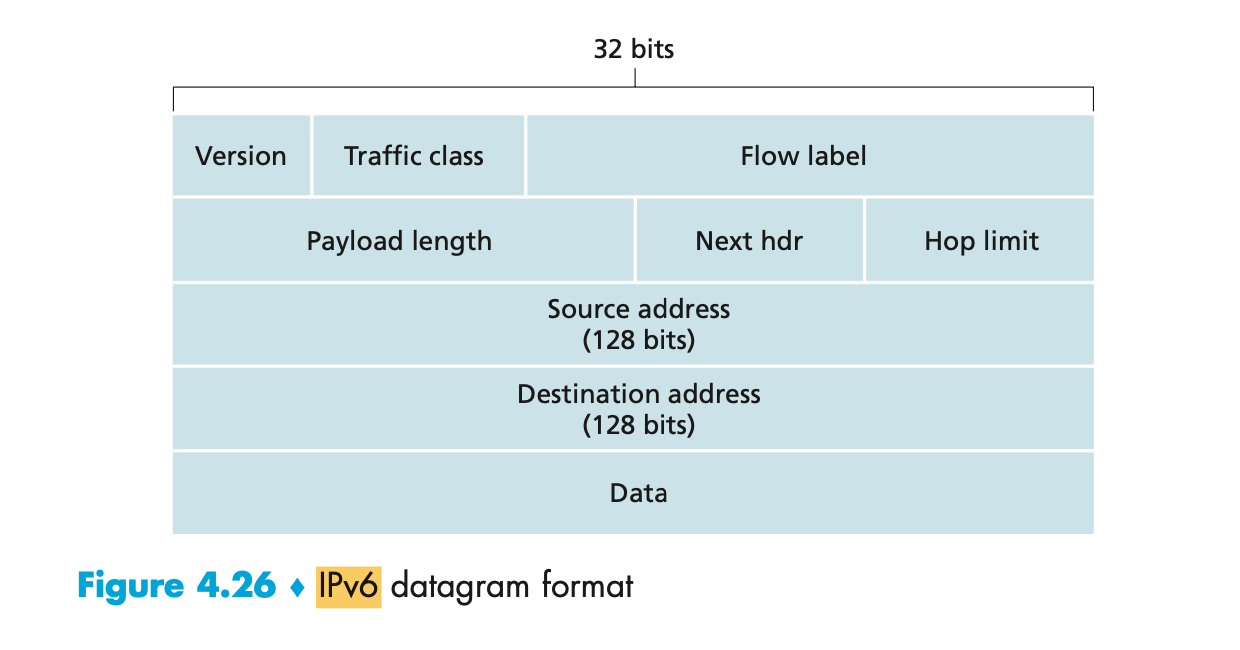 32 bits
Version Traffic class Flow label
Payload length Next hdr Hop limit
Source address
(128 bits)
Destination address
(128 bits)
Data
Figure 4.26 ♦ IPv6 datagram format